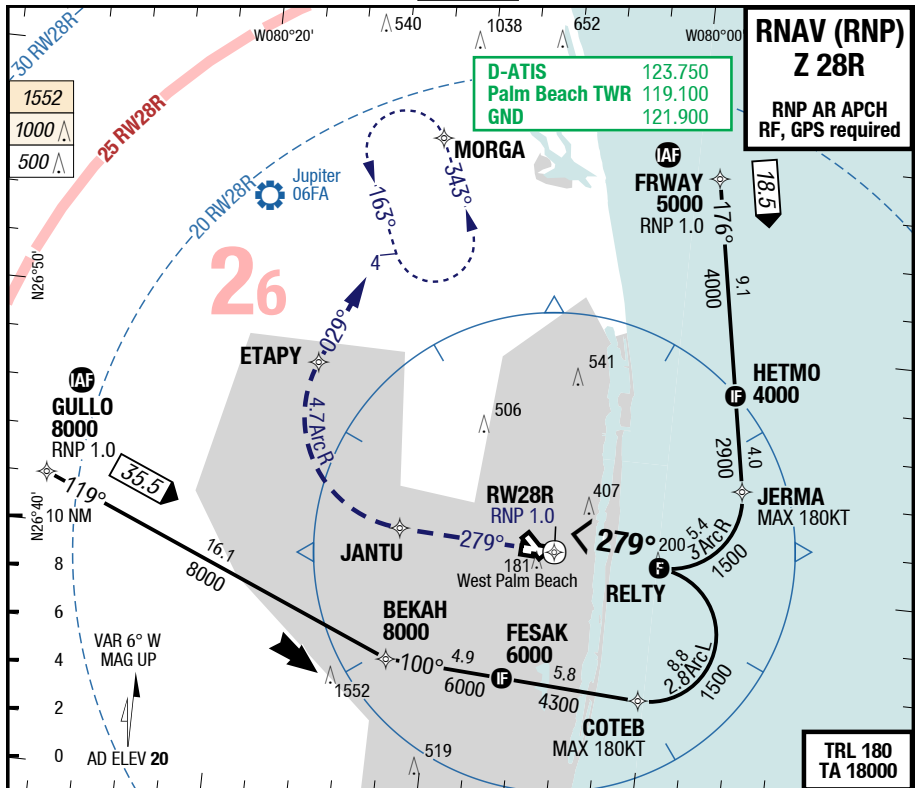 30 RW28R
W080°20'
540
1038
652
W080°00'
RNAV (RNP)
Z 28R
RNP AR APCH
RF, GPS required
D-ATIS 123.750
Palm Beach TWR 119.100
GND 121.900
1552
1000
500
25 RW28R
20 RW28R
Jupiter
06FA
MORGA
163°
343°
4
IAF
FRWAY
5000
RNP 1.0
18.5
176°
4000
9.1
N26°50'
26
029°
ETAPY
4.7ArcR
541
506
HETMO
4000
IF
2900
4.0
IAF
GULLO
8000
RNP 1.0
35.5
119°
N26°40'
10 NM
16.1
8000
RW28R
RNP 1.0
407
279°
JERMA
MAX 180KT
5.4
3ArcR
1500
JANTU
279°
181
West Palm Beach
200
F
RELTY
8
6
4
2
0
BEKAH
8000
FESAK
6000
100°
4.9
6000
IF
5.8
4300
8.8
2.8ArcL
1500
COTEB
MAX 180KT
VAR 6° W
MAG UP
1552
AD ELEV 20
519
TRL 180
TA 18000